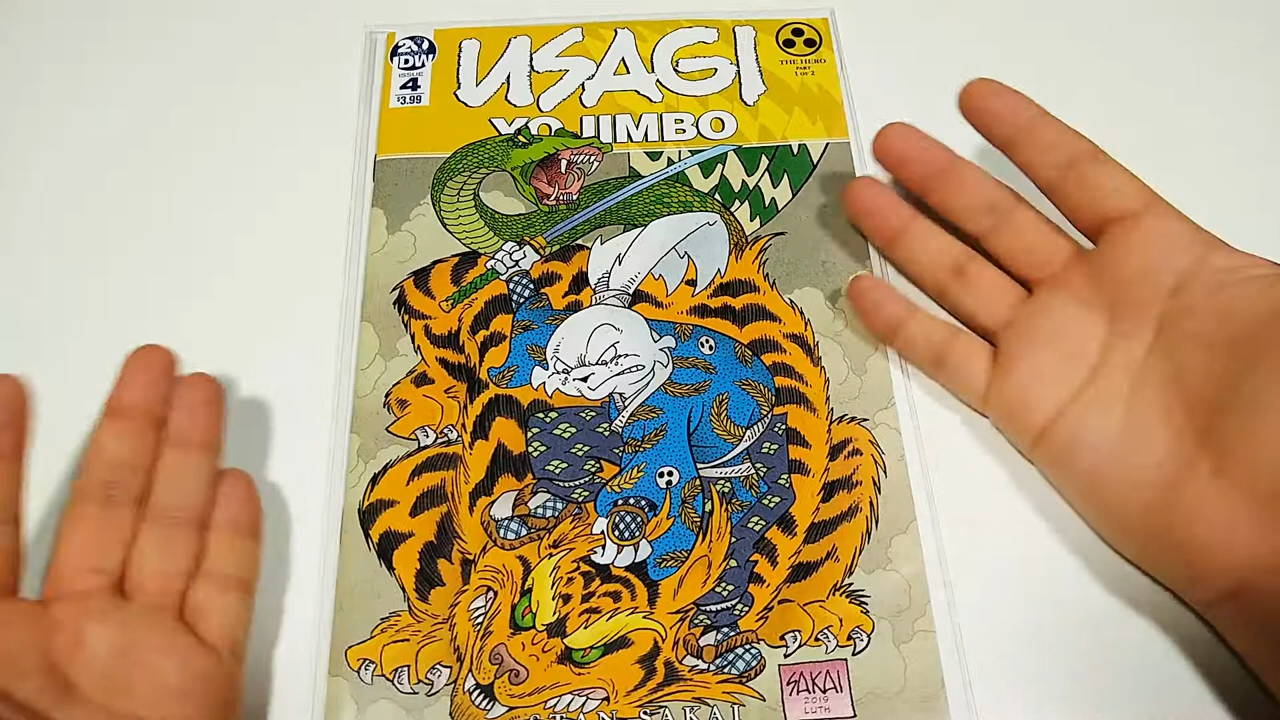 20
IDW
ISSUE
4
$3.99
USAGI
YOJIMBO
THE HERO
PART
1 OF 2
SAKAI
2019
LUTH
STAN SAKAI